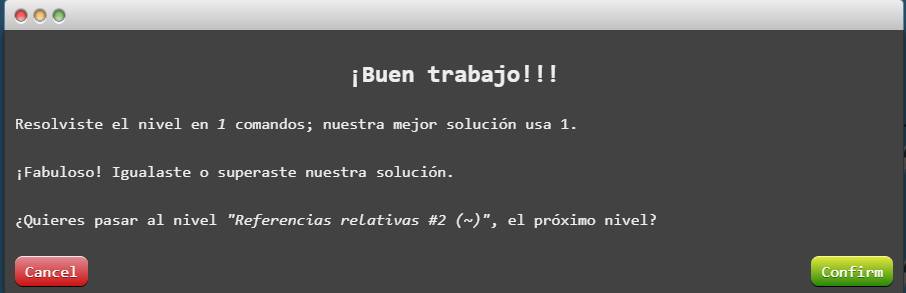 ¡Buen trabajo!!!
Resolviste el nivel en 1 comandos; nuestra mejor solución usa 1.
¡Fabuloso! Igualaste o superaste nuestra solución.
¿Quieres pasar al nivel "Referencias relativas #2 (~)", el próximo nivel?
Cancel
Confirm